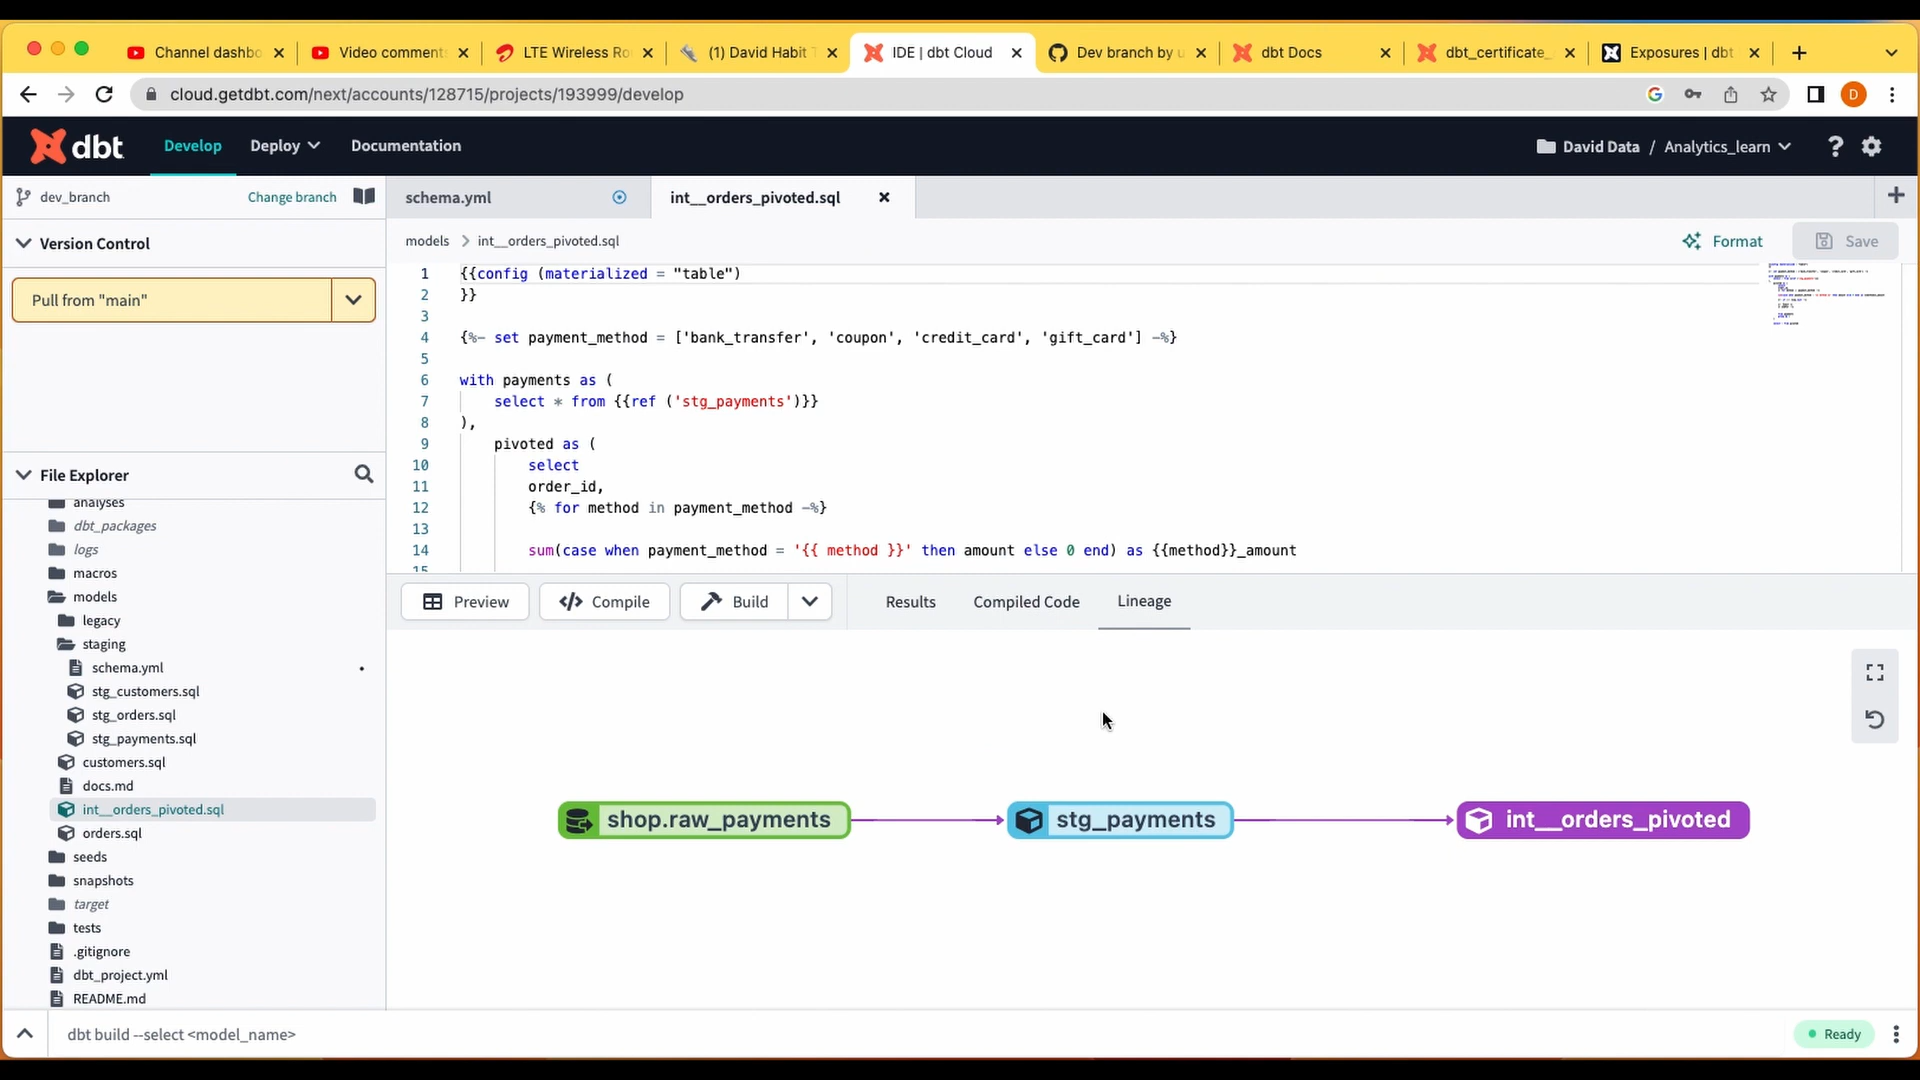 Channel dashbo
Video comment
LTE Wireless Ro
(1) David Habit T
IDE | dbt Cloud
Dev branch by u
dbt Docs
dbt_certificate_
Exposures | dbt
cloud.getdbt.com/next/accounts/128715/projects/193999/develop
D
dbt
Develop
Deploy
Documentation
David Data / Analytics_learn
?
dev_branch
Change branch
schema.yml
int__orders_pivoted.sql
Version Control
models > int__orders_pivoted.sql
Format
Save
Pull from "main"
1 {{config (materialized = "table")
2 }}
3
4 {%- set payment_method = ['bank_transfer', 'coupon', 'credit_card', 'gift_card'] -%}
5
6 with payments as (
7 select * from {{ref ('stg_payments')}}
8 ),
9 pivoted as (
10 select
11 order_id,
12 {% for method in payment_method -%}
13
14 sum(case when payment_method = '{{ method }}' then amount else 0 end) as {{method}}_amount
15
File Explorer
analyses
dbt_packages
logs
macros
models
legacy
staging
schema.yml
stg_customers.sql
stg_orders.sql
stg_payments.sql
customers.sql
docs.md
int__orders_pivoted.sql
orders.sql
seeds
snapshots
target
tests
.gitignore
dbt_project.yml
README.md
Preview
Compile
Build
Results
Compiled Code
Lineage
shop.raw_payments
stg_payments
int__orders_pivoted
dbt build --select <model_name>
Ready